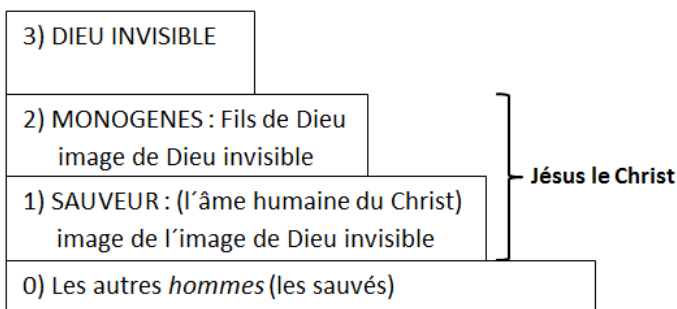 3) DIEU INVISIBLE
2) MONOGENES : Fils de Dieu
image de Dieu invisible
Jésus le Christ
1) SAUVEUR : (l´âme humaine du Christ)
image de l´image de Dieu invisible
0) Les autres hommes (les sauvés)